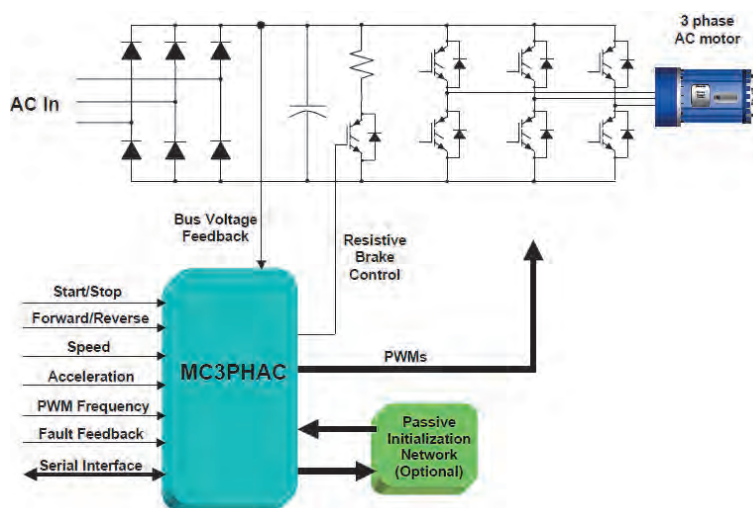 3 phase
AC motor
AC In
Bus Voltage
Feedback
Resistive
Brake
Control
Start/Stop
Forward/Reverse
Speed
Acceleration
PWM Frequency
Fault Feedback
Serial Interface
MC3PHAC
PWMs
Passive
Initialization
Network
(Optional)